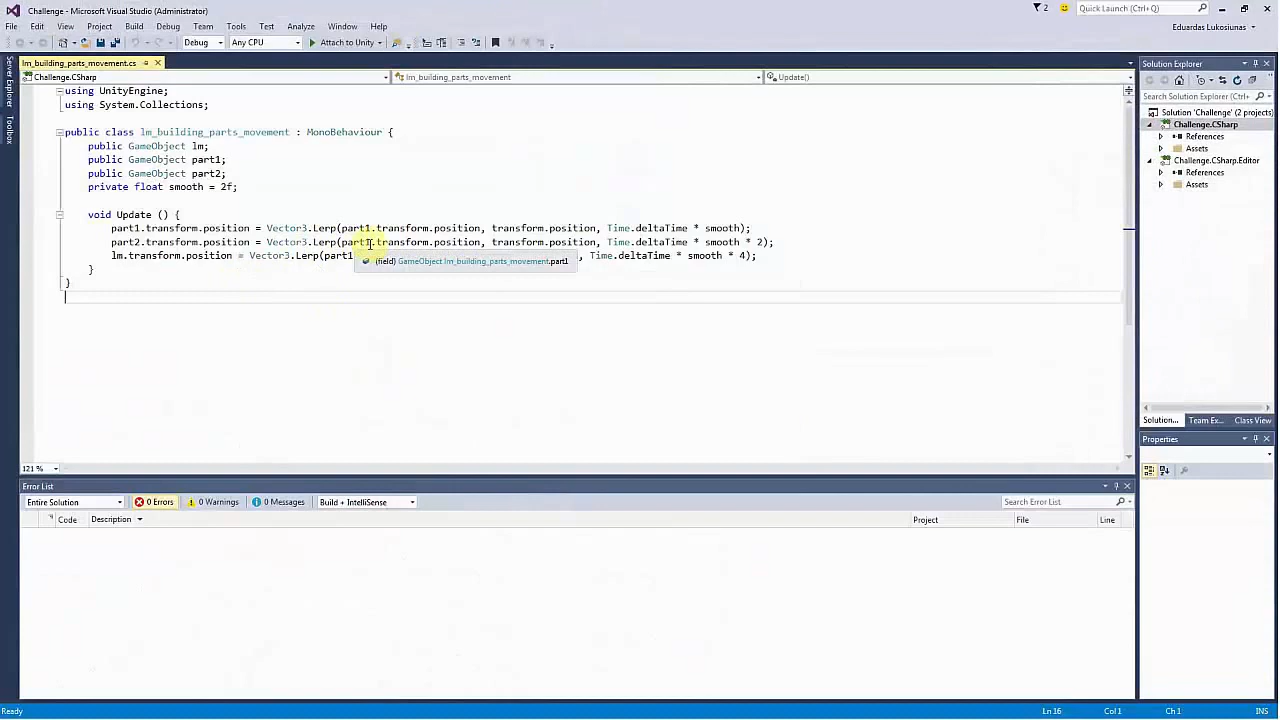 Challenge - Microsoft Visual Studio (Administrator)
2
Quick Launch (Ctrl+Q)
File Edit View Project Build Debug Team Tools Test Analyze Window Help
Eduardas Lukosiunas
Debug Any CPU Attach to Unity
Server Explorer
Toolbox
lm_building_parts_movement.cs
Challenge.CSharp
lm_building_parts_movement
Update()
using UnityEngine;
using System.Collections;
public class lm_building_parts_movement : MonoBehaviour {
public GameObject lm;
public GameObject part1;
public GameObject part2;
private float smooth = 2f;
void Update () {
part1.transform.position = Vector3.Lerp(part1.transform.position, transform.position, Time.deltaTime * smooth);
part2.transform.position = Vector3.Lerp(part1.transform.position, transform.position, Time.deltaTime * smooth * 2);
lm.transform.position = Vector3.Lerp(part1 , Time.deltaTime * smooth * 4);
(field) GameObject lm_building_parts_movement.part1
}
}
121 %
Solution Explorer
Search Solution Explorer (Ctrl+
Solution 'Challenge' (2 projects)
Challenge.CSharp
References
Assets
Challenge.CSharp.Editor
References
Assets
Solution... Team Ex... Class View
Properties
Error List
Entire Solution 0 Errors 0 Warnings 0 Messages Build + IntelliSense
Search Error List
Code Description Project File Line
Ready Ln 16 Col 1 Ch 1 INS